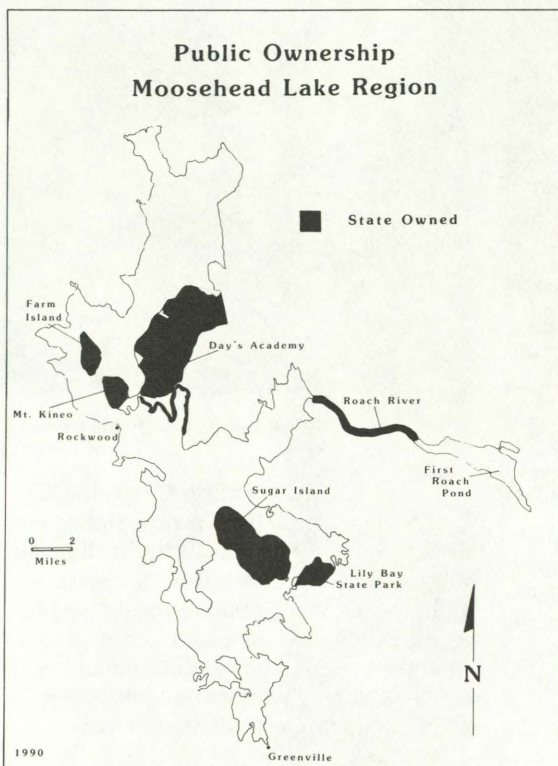 Public Ownership
Moosehead Lake Region
State Owned
Farm
Island
Day's Academy
Mt. Kineo
Rockwood
Roach River
First
Roach
Pond
Sugar Island
0 2
Miles
Lily Bay
State Park
N
1990
Greenville